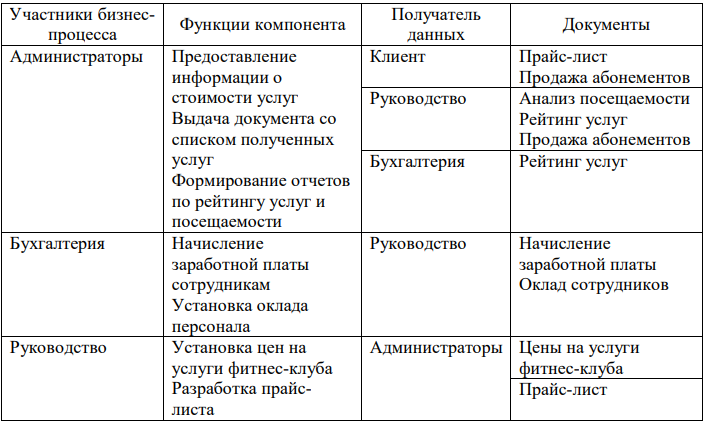 Участники бизнес-
процесса
Функции компонента
Получатель
данных
Документы
Администраторы
Предоставление
информации о
стоимости услуг
Выдача документа со
списком полученных
услуг
Формирование отчетов
по рейтингу услуг и
посещаемости
Клиент
Прайс-лист
Продажа абонементов
Руководство
Анализ посещаемости
Рейтинг услуг
Продажа абонементов
Бухгалтерия
Рейтинг услуг
Бухгалтерия
Начисление
заработной платы
сотрудникам
Установка оклада
персонала
Руководство
Начисление
заработной платы
Оклад сотрудников
Руководство
Установка цен на
услуги фитнес-клуба
Разработка прайс-
листа
Администраторы
Цены на услуги
фитнес-клуба
Прайс-лист